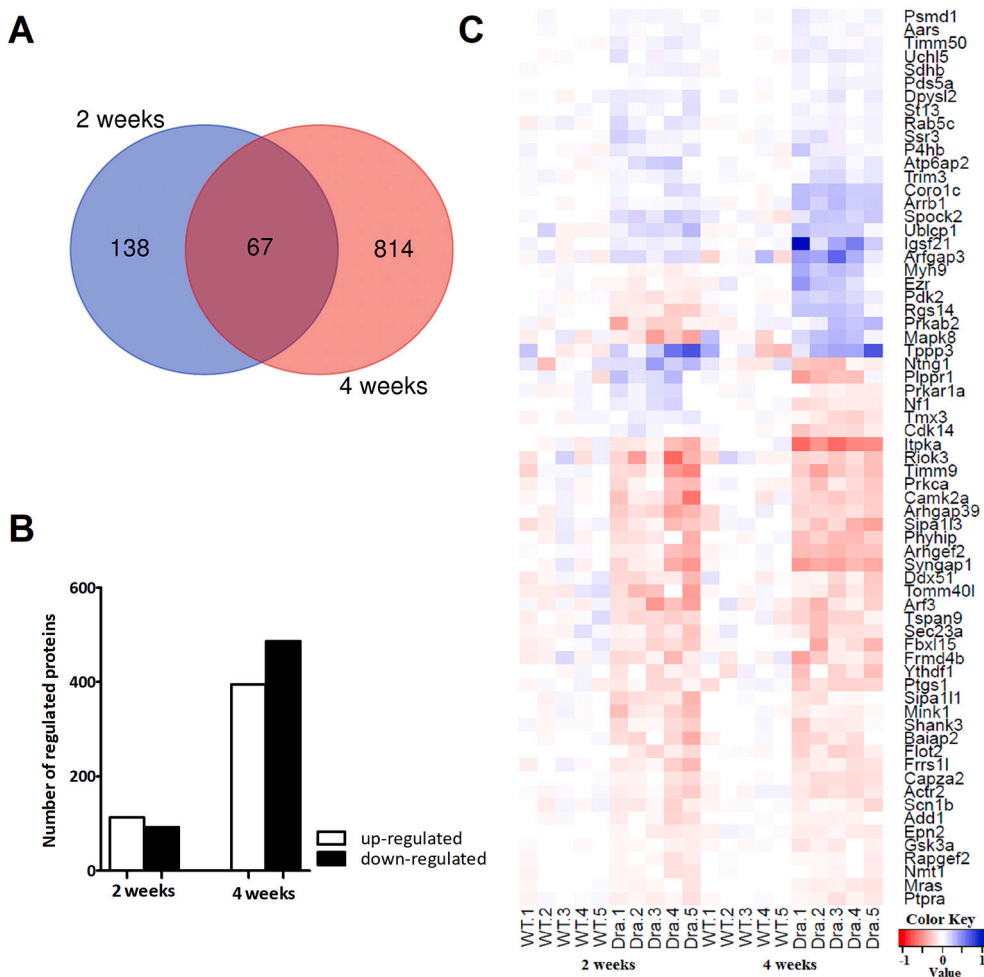 A
2 weeks
138
67
814
4 weeks
B
Number of regulated proteins
600
400
200
0
2 weeks
4 weeks
up-regulated
down-regulated
C
Psmd1
Aars
Timm50
Uchl5
Sdhb
Pds5a
Dpysl2
St13
Rab5c
Ssr3
P4hb
Atp6ap2
Trim3
Coro1c
Arrb1
Spock2
Ublcp1
Igsf21
Arfgap3
Myh9
Ezr
Pdk2
Rgs14
Prkab2
Mapk8
Tppp3
Ntng1
Plppr1
Prkar1a
Nf1
Tmx3
Cdk14
Itpka
Riok3
Timm9
Prkca
Camk2a
Arhgap39
Sipa1l3
Phyhip
Arhgef2
Syngap1
Ddx51
Tomm40l
Arf3
Tspan9
Sec23a
Fbxl15
Frmd4b
Ythdf1
Ptgs1
Sipa1l1
Mink1
Shank3
Baiap2
Flot2
Frrs1l
Capza2
Actr2
Scn1b
Add1
Epn2
Gsk3a
Rapgef2
Nmt1
Mras
Ptpra
WT.1
WT.2
WT.3
WT.4
WT.5
Dra.1
Dra.2
Dra.3
Dra.4
Dra.5
WT.1
WT.2
WT.3
WT.4
WT.5
Dra.1
Dra.2
Dra.3
Dra.4
Dra.5
2 weeks
4 weeks
Color Key
-1 0 1
Value